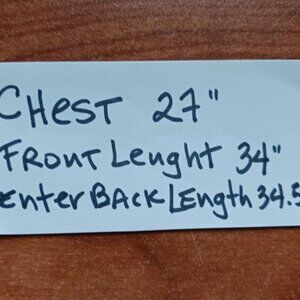 CHEST 27"
FRONT Lenght 34"
enter BACK LENGTH 34.5